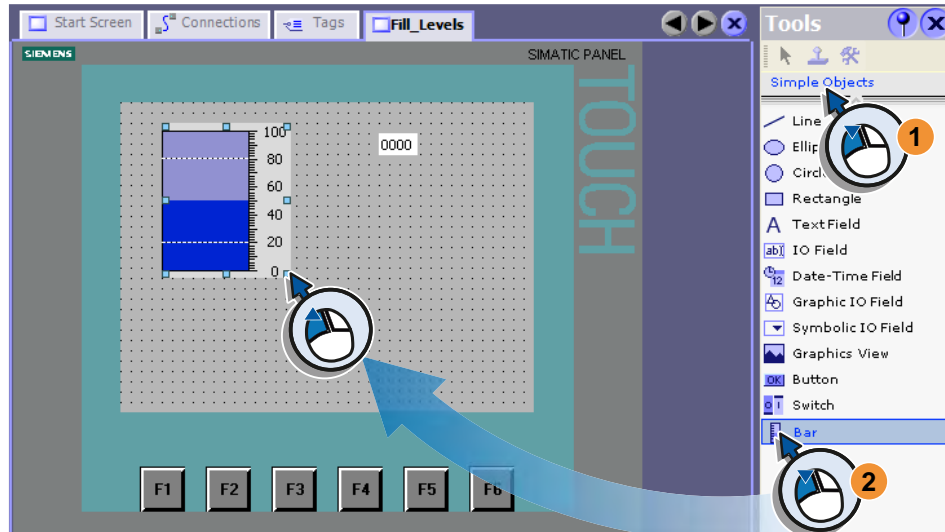 Start Screen
Connections
Tags
Fill_Levels
Tools
SIEMENS
SIMATIC PANEL
TOUCH
Simple Objects
1
Line
Rectangle
Text Field
IO Field
Date-Time Field
Graphic IO Field
Symbolic IO Field
Graphics View
OK Button
Switch
Bar
2
100
80
60
40
20
0
0000
F1
F2
F3
F4
F5
F6